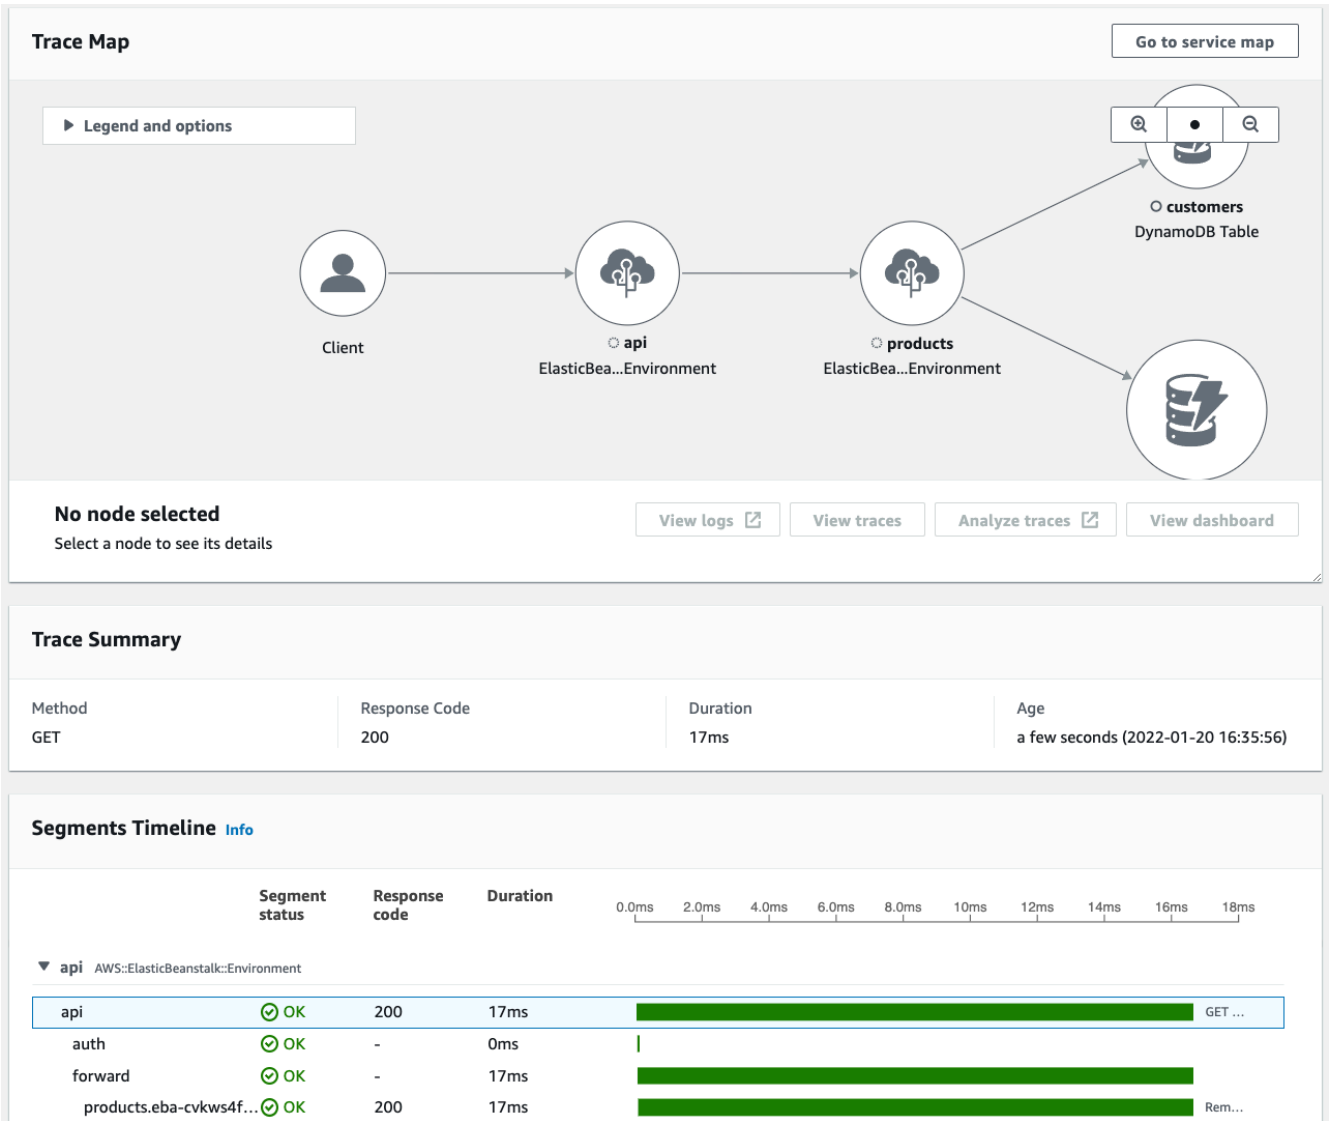 Trace Map
Go to service map
Legend and options
customers
DynamoDB Table
Client
api
ElasticBea...Environment
products
ElasticBea...Environment
No node selected
Select a node to see its details
View logs
View traces
Analyze traces
View dashboard
Trace Summary
Method
Response Code
Duration
Age
GET
200
17ms
a few seconds (2022-01-20 16:35:56)
Segments Timeline Info
Segment status
Response code
Duration
0.0ms 2.0ms 4.0ms 6.0ms 8.0ms 10ms 12ms 14ms 16ms 18ms
api AWS::ElasticBeanstalk::Environment
api OK 200 17ms GET ...
auth OK - 0ms
forward OK - 17ms
products.eba-cvkws4f... OK 200 17ms Rem...